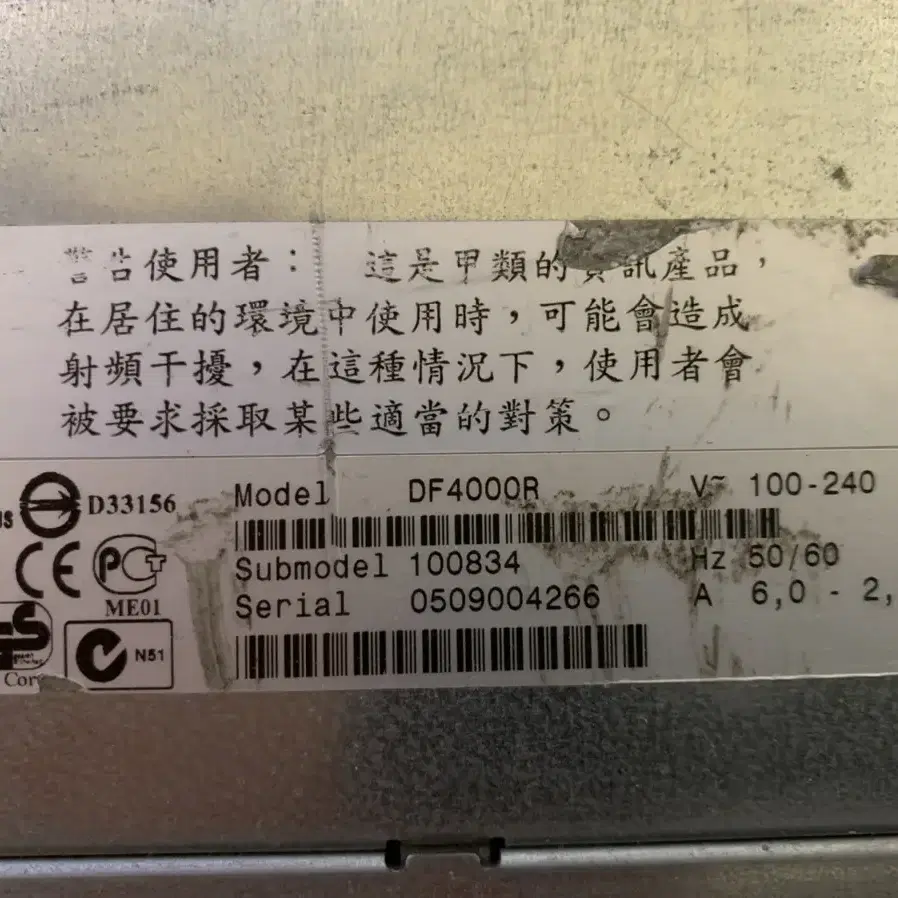 警告使用者： 這是甲類的資訊產品，
在居住的環境中使用時，可能會造成
射頻干擾，在這種情況下，使用者會
被要求採取某些適當的對策。
D33156
Model DF4000R V~ 100-240
Submodel 100834 Hz 50/60
Serial 0509004266 A 6,0 - 2,
CE
PCT
ME01
N51